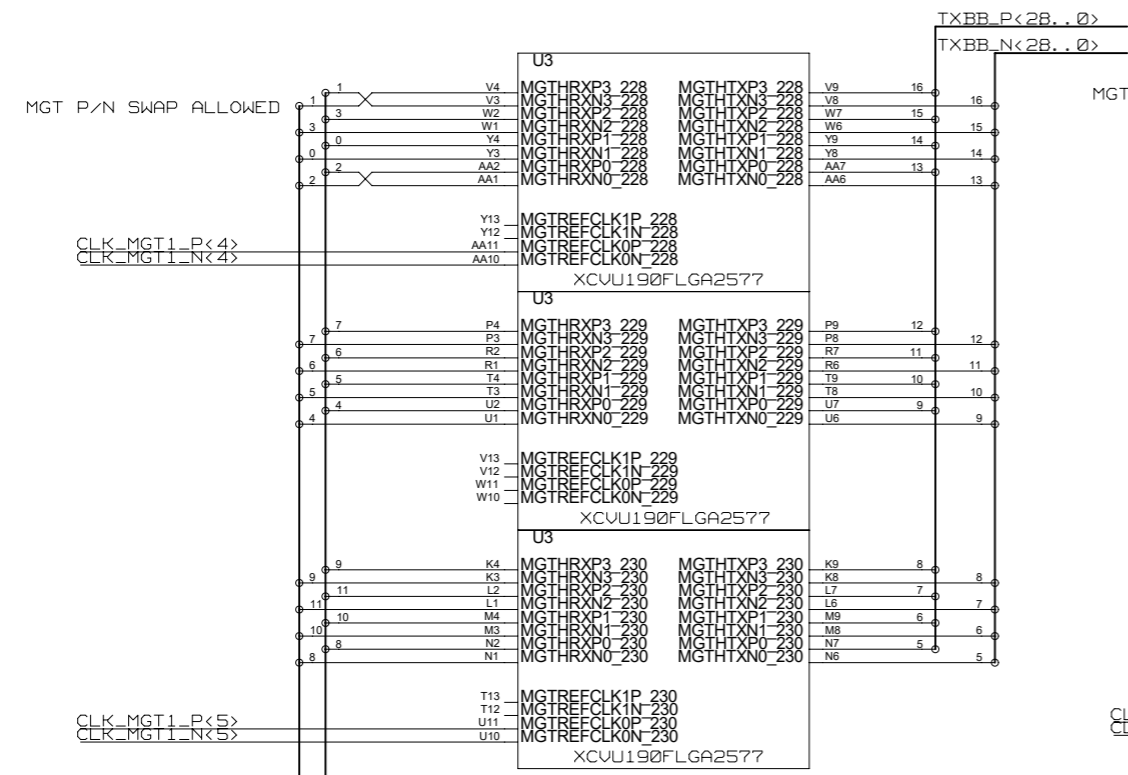 TXBB_P<28..0>
TXBB_N<28..0>
MGT P/N SWAP ALLOWED
MGT
U3
1 V4 MGTHRXP3_228 MGTHTXP3_228 V9 16
1 V3 MGTHRXN3_228 MGTHTXN3_228 V8 16
3 W2 MGTHRXP2_228 MGTHTXP2_228 W7 15
3 W1 MGTHRXN2_228 MGTHTXN2_228 W6 15
0 Y4 MGTHRXP1_228 MGTHTXP1_228 Y9 14
0 Y3 MGTHRXN1_228 MGTHTXN1_228 Y8 14
2 AA2 MGTHRXP0_228 MGTHTXP0_228 AA7 13
2 AA1 MGTHRXN0_228 MGTHTXN0_228 AA6 13
Y13 MGTREFCLK1P_228
Y12 MGTREFCLK1N_228
CLK_MGT1_P<4> AA11 MGTREFCLK0P_228
CLK_MGT1_N<4> AA10 MGTREFCLK0N_228
XCVU190FLGA2577
U3
7 P4 MGTHRXP3_229 MGTHTXP3_229 P9 12
7 P3 MGTHRXN3_229 MGTHTXN3_229 P8 12
6 R2 MGTHRXP2_229 MGTHTXP2_229 R7 11
6 R1 MGTHRXN2_229 MGTHTXN2_229 R6 11
5 T4 MGTHRXP1_229 MGTHTXP1_229 T9 10
5 T3 MGTHRXN1_229 MGTHTXN1_229 T8 10
4 U2 MGTHRXP0_229 MGTHTXP0_229 U7 9
4 U1 MGTHRXN0_229 MGTHTXN0_229 U6 9
V13 MGTREFCLK1P_229
V12 MGTREFCLK1N_229
W11 MGTREFCLK0P_229
W10 MGTREFCLK0N_229
XCVU190FLGA2577
U3
9 K4 MGTHRXP3_230 MGTHTXP3_230 K9 8
9 K3 MGTHRXN3_230 MGTHTXN3_230 K8 8
11 L2 MGTHRXP2_230 MGTHTXP2_230 L7 7
11 L1 MGTHRXN2_230 MGTHTXN2_230 L6 7
10 M4 MGTHRXP1_230 MGTHTXP1_230 M9 6
10 M3 MGTHRXN1_230 MGTHTXN1_230 M8 6
8 N2 MGTHRXP0_230 MGTHTXP0_230 N7 5
8 N1 MGTHRXN0_230 MGTHTXN0_230 N6 5
T13 MGTREFCLK1P_230
T12 MGTREFCLK1N_230
CLK_MGT1_P<5> U11 MGTREFCLK0P_230
CLK_MGT1_N<5> U10 MGTREFCLK0N_230
XCVU190FLGA2577
CL
CL